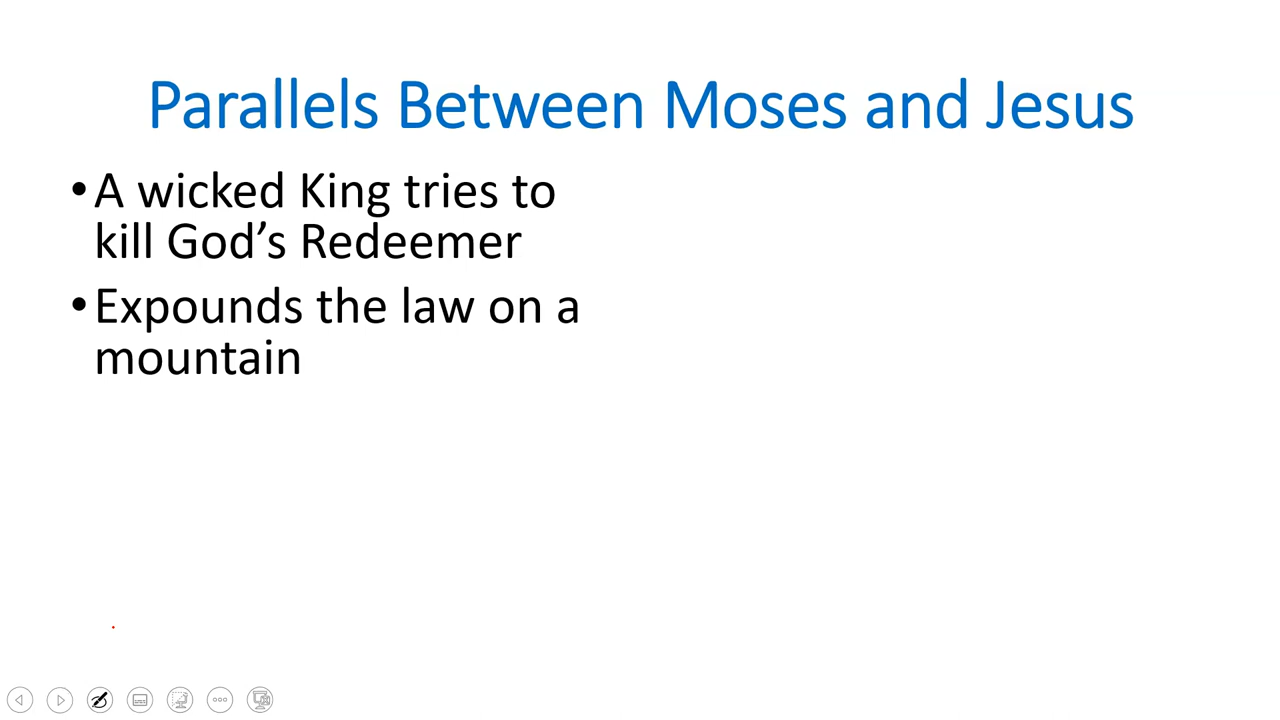 Parallels Between Moses and Jesus
•A wicked King tries to
kill God’s Redeemer
•Expounds the law on a
mountain